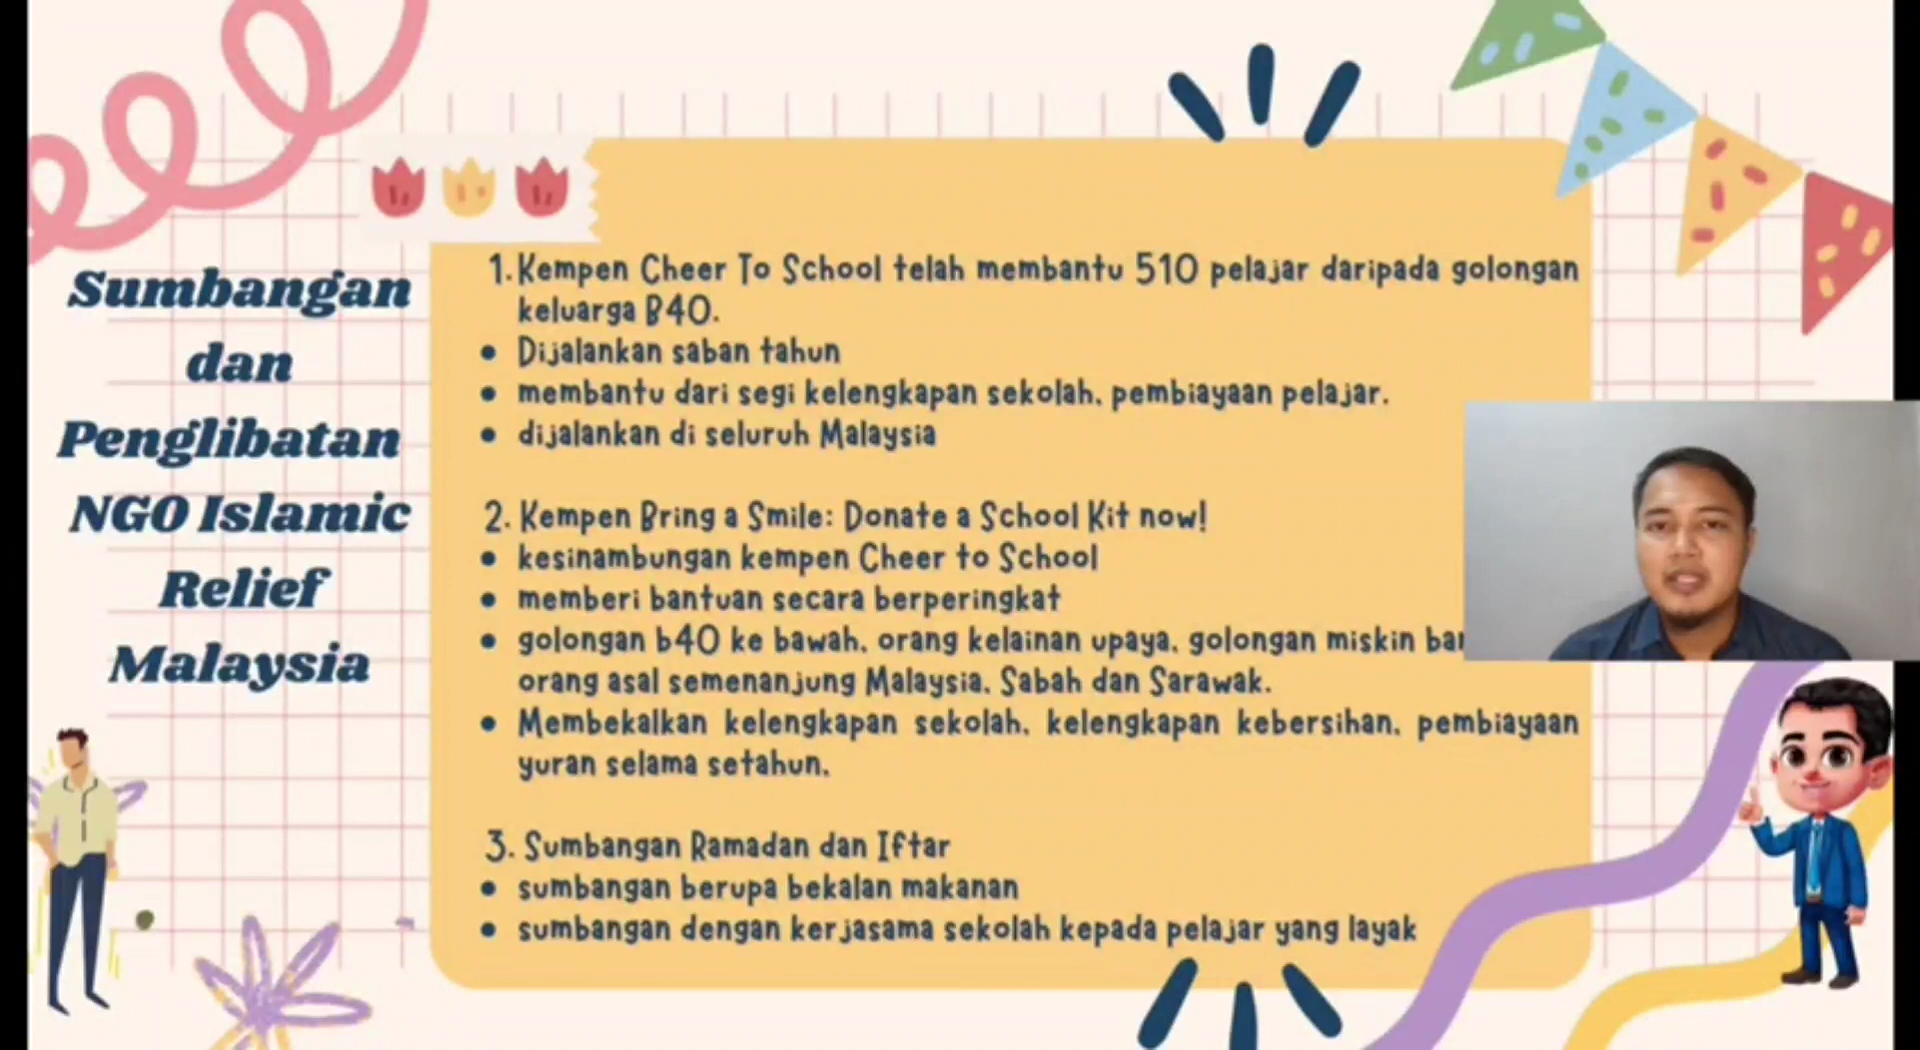 Sumbangan
dan
Penglibatan
NGO Islamic
Relief
Malaysia
1. Kempen Cheer To School telah membantu 510 pelajar daripada golongan
keluarga B40.
• Dijalankan saban tahun
• membantu dari segi kelengkapan sekolah, pembiayaan pelajar.
• dijalankan di seluruh Malaysia
2. Kempen Bring a Smile: Donate a School Kit now!
• kesinambungan kempen Cheer to School
• memberi bantuan secara berperingkat
• golongan b40 ke bawah, orang kelainan upaya, golongan miskin
orang asal semenanjung Malaysia, Sabah dan Sarawak.
• Membekalkan kelengkapan sekolah, kelengkapan kebersihan, pembiayaan
yuran selama setahun.
3. Sumbangan Ramadan dan Iftar
• sumbangan berupa bekalan makanan
• sumbangan dengan kerjasama sekolah kepada pelajar yang layak